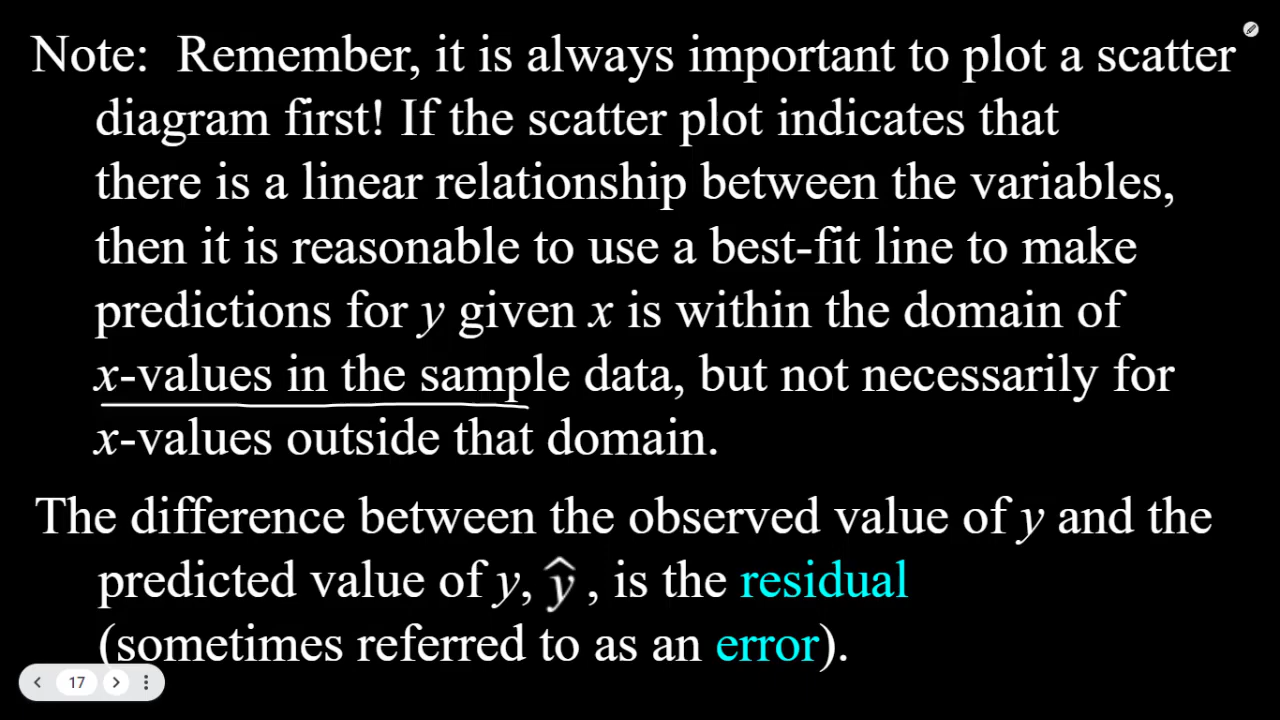 Note: Remember, it is always important to plot a scatter
diagram first! If the scatter plot indicates that
there is a linear relationship between the variables,
then it is reasonable to use a best-fit line to make
predictions for y given x is within the domain of
x-values in the sample data, but not necessarily for
x-values outside that domain.
The difference between the observed value of y and the
predicted value of y, ŷ, is the residual
(sometimes referred to as an error).
17